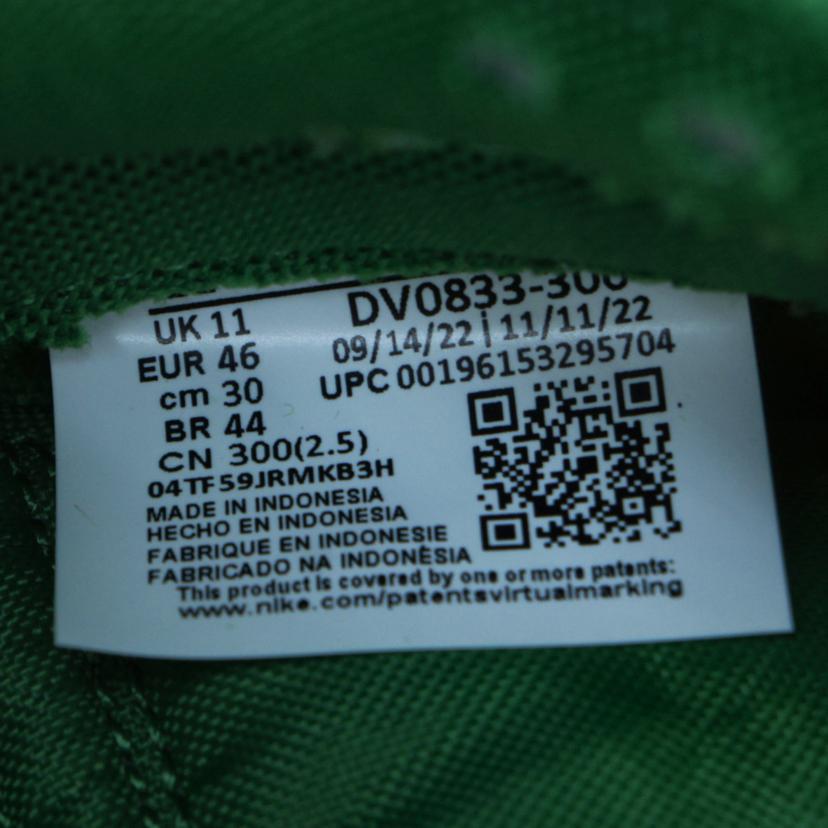 DV0833-300
UK 11
09/14/22 | 11/11/22
EUR 46
UPC 00196153295704
cm 30
BR 44
CN 300(2.5)
04TF59JRMKB3H
MADE IN INDONESIA
HECHO EN INDONESIA
FABRIQUE EN INDONESIE
FABRICADO NA INDONÉSIA
This product is covered by one or more patents:
www.nike.com/patentsvirtualmarking